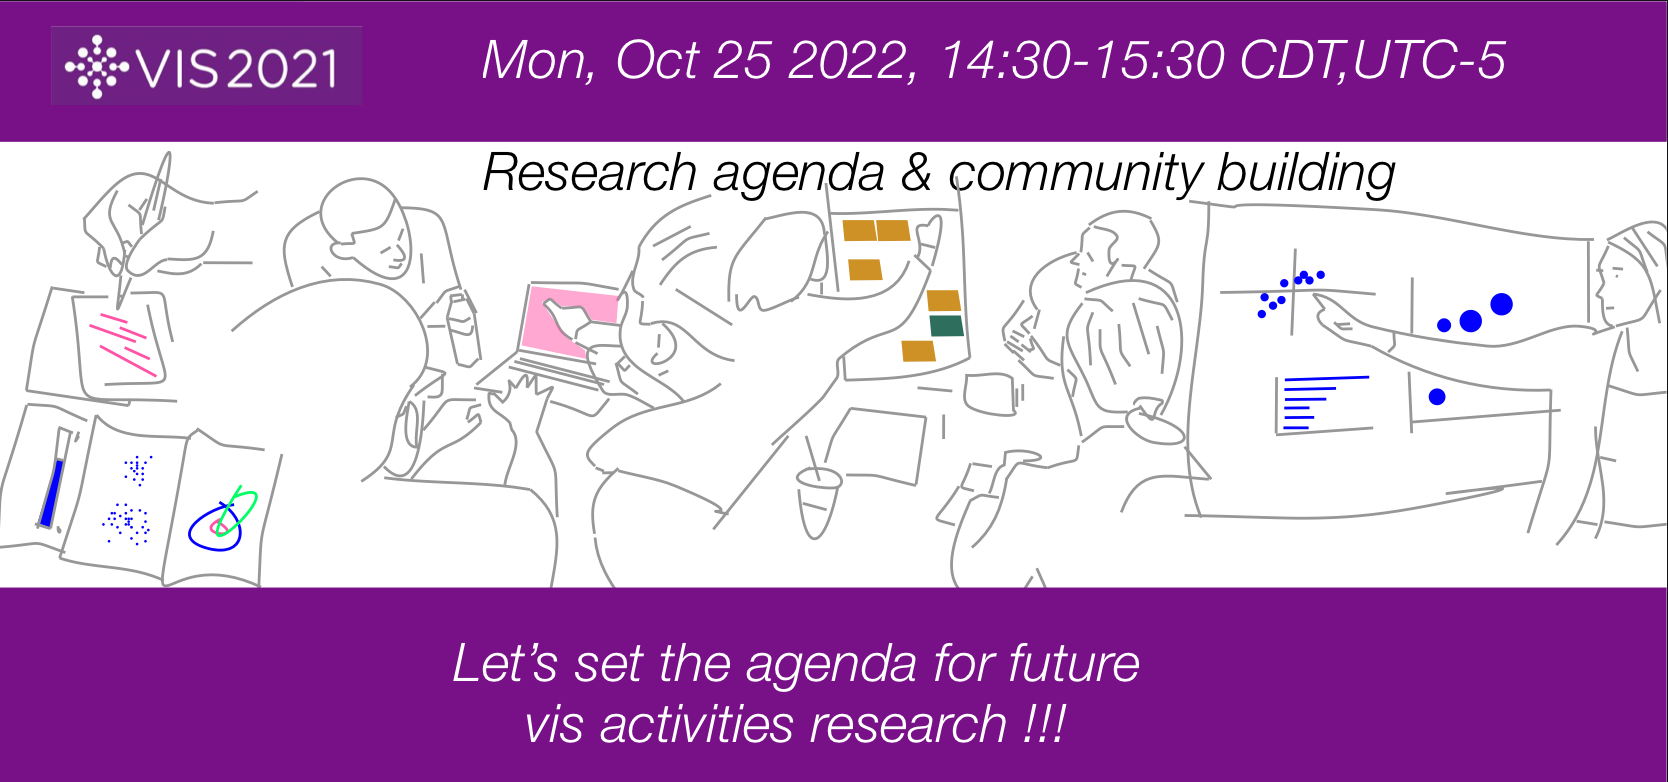 VIS2021
Mon, Oct 25 2022, 14:30-15:30 CDT,UTC-5
Research agenda & community building
Let’s set the agenda for future
vis activities research !!!